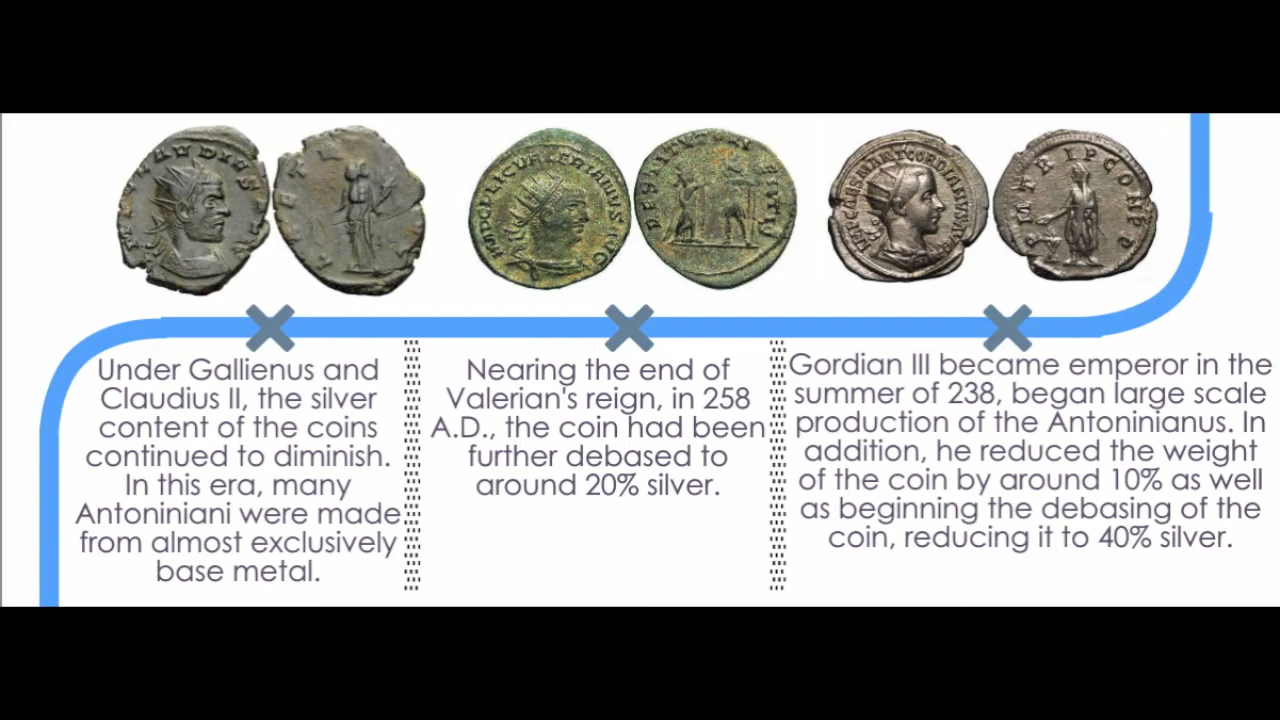 Under Gallienus and
Claudius II, the silver
content of the coins
continued to diminish.
In this era, many
Antoniniani were made
from almost exclusively
base metal.
Nearing the end of
Valerian's reign, in 258
A.D., the coin had been
further debased to
around 20% silver.
Gordian III became emperor in the
summer of 238, began large scale
production of the Antoninianus. In
addition, he reduced the weight
of the coin by around 10% as well
as beginning the debasing of the
coin, reducing it to 40% silver.